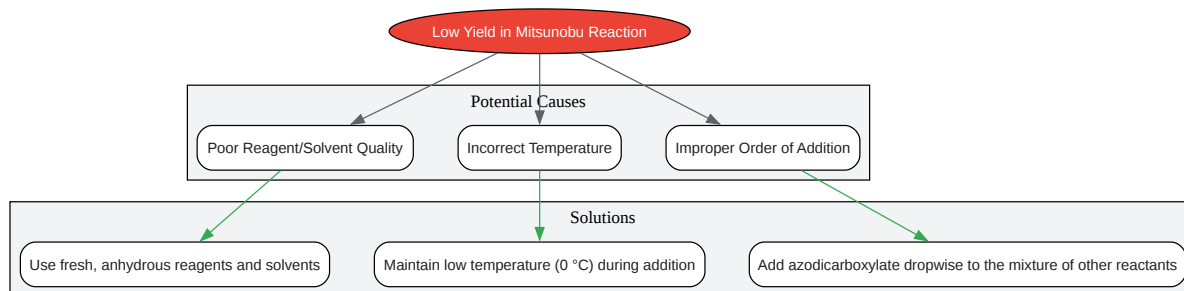 Low Yield in Mitsunobu Reaction
Potential Causes
Poor Reagent/Solvent Quality
Incorrect Temperature
Improper Order of Addition
Solutions
Use fresh, anhydrous reagents and solvents
Maintain low temperature (0 °C) during addition
Add azodicarboxylate dropwise to the mixture of other reactants